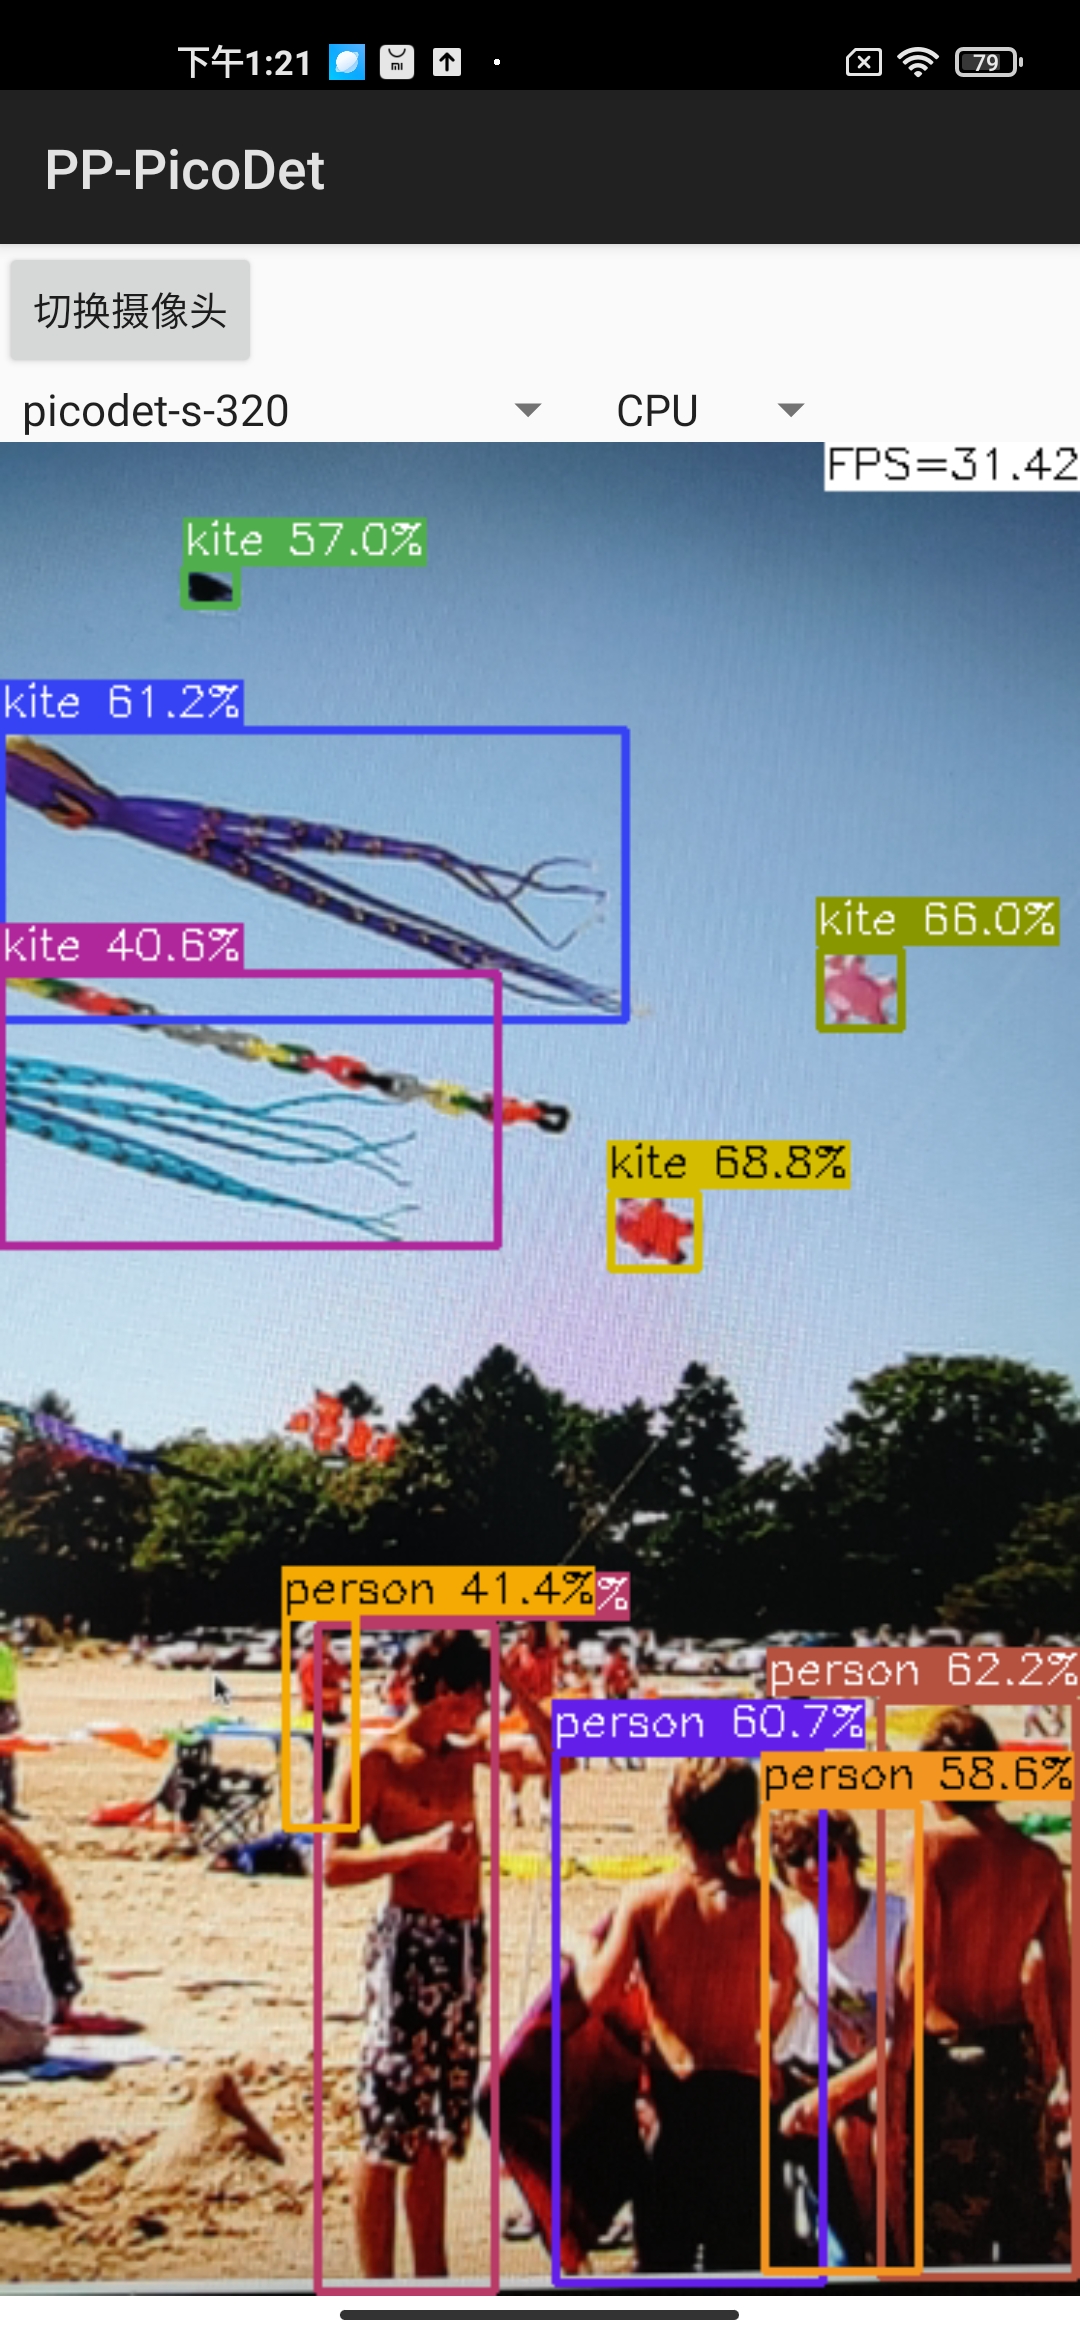 下午1:21
79
PP-PicoDet
切换摄像头
picodet-s-320
CPU
FPS=31.42
kite 57.0%
kite 61.2%
kite 66.0%
kite 40.6%
kite 68.8%
person 41.4%
%
person 62.2%
person 60.7%
person 58.6%